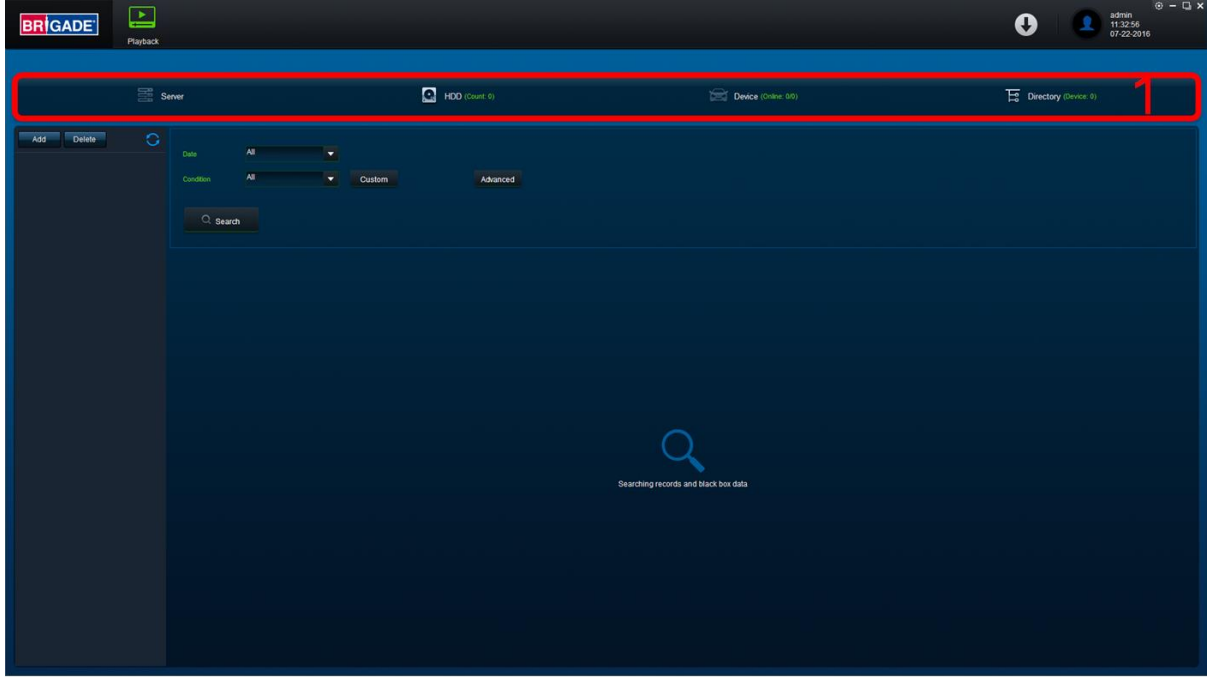 BRIGADE
Playback
admin
11:32:56
07-22-2016
Server
HDD (Count: 0)
Device (Online: 0/0)
Directory (Device: 0)
1
Add Delete
Date All
Condition All Custom Advanced
Search
Searching records and black box data